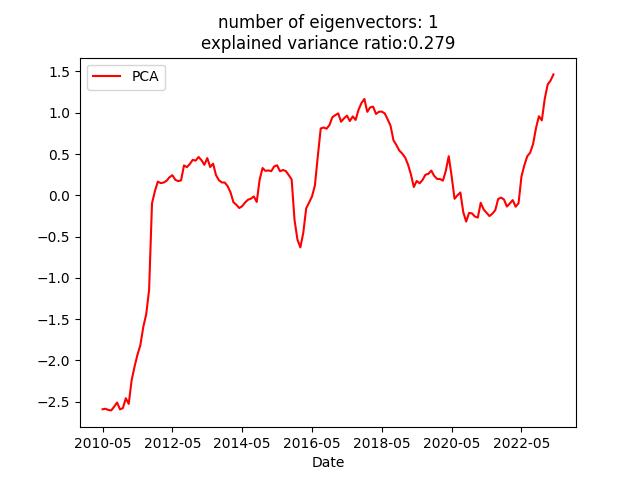 number of eigenvectors: 1
explained variance ratio:0.279
PCA
1.5
1.0
0.5
0.0
−0.5
−1.0
−1.5
−2.0
−2.5
2010-05 2012-05 2014-05 2016-05 2018-05 2020-05 2022-05
Date